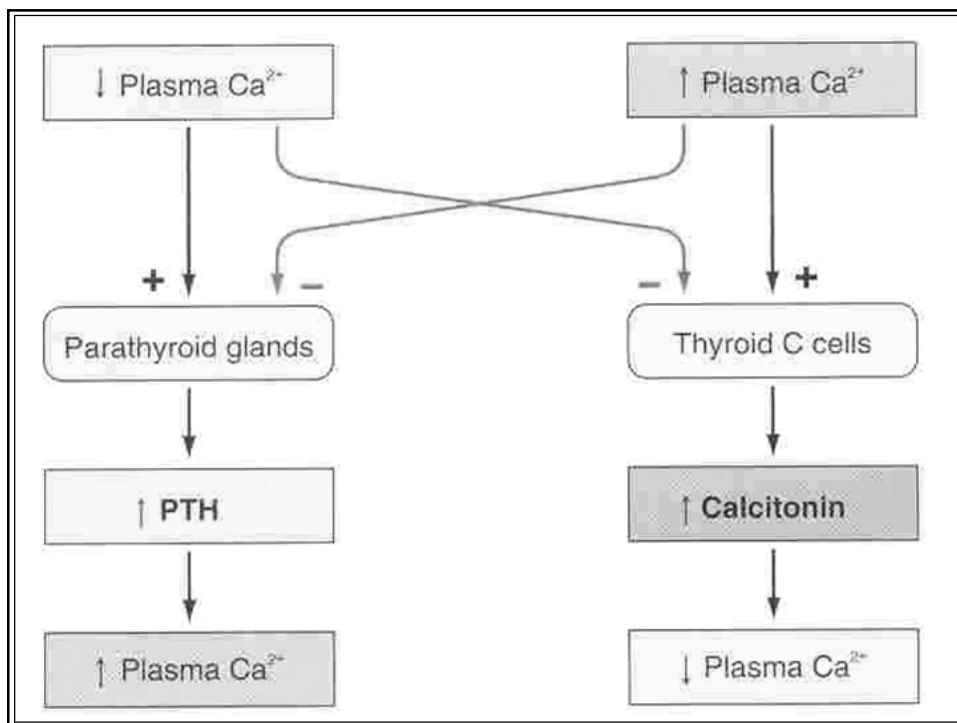 ↓ Plasma Ca²⁺
↑ Plasma Ca²⁺
+
−
−
+
Parathyroid glands
Thyroid C cells
↑ PTH
↑ Calcitonin
↑ Plasma Ca²⁺
↓ Plasma Ca²⁺